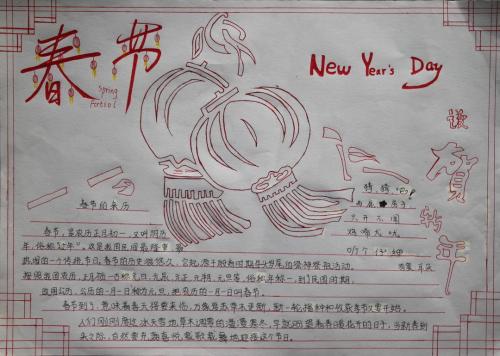 春节
Spring
Fertiol
New Year's Day
谈
贺
新
年
猜猜吧!
春节的来历
春节,是农历正月初一,又叫阴历
年,俗称"过年"。这是我国民间最隆重最
热闹的一个传统节日。春节的历史很悠久,它起源于殷商时期年头岁尾的祭神祭祖活动。
按照我国农历,正月初一古称元日、元辰、元正、元朔、元旦等,俗称年初一,到民国时期,
改用公历,公历的一月一日称为元旦,把农历的一月一日叫春节。
春节到了,意味着春天将要来临,万象复苏草木更新,新一轮播种和收获季节又要开始。
人们刚刚度过冰天雪地草木凋零的漫漫寒冬,早就盼望着春暖花开的日子,当新春到
来之际,自然要充满喜悦载歌载舞地迎接这个节日。